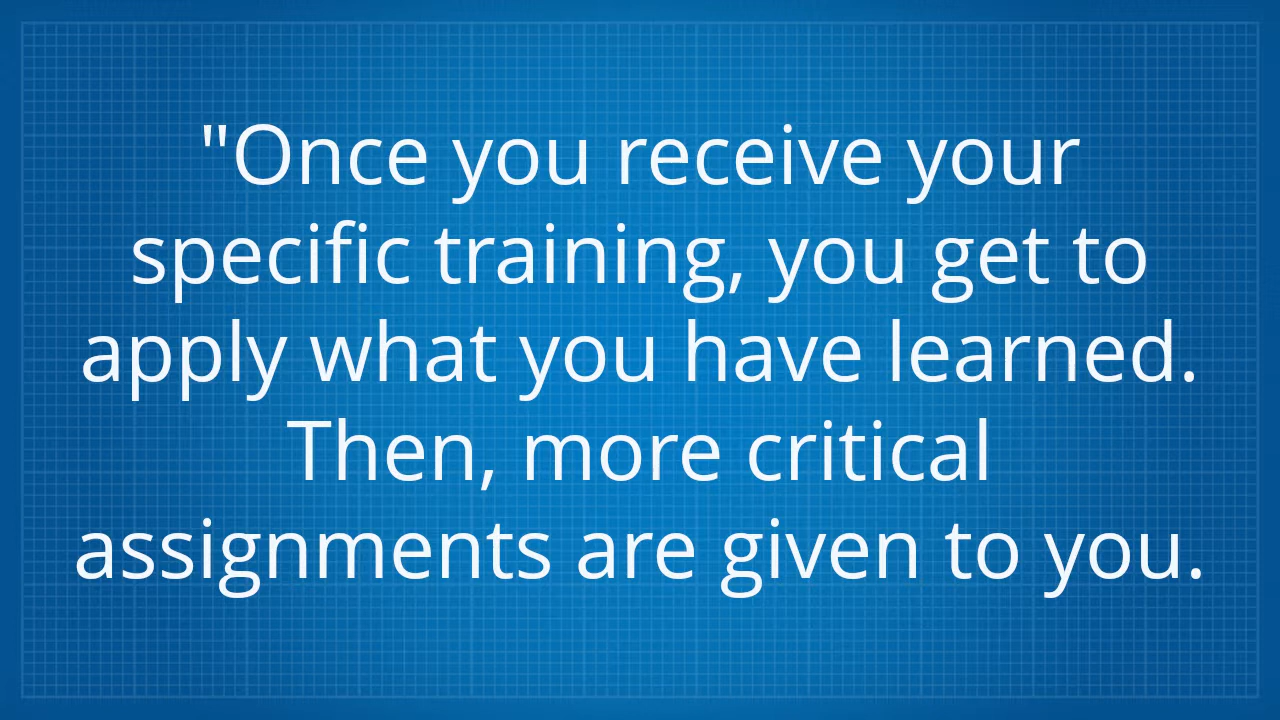 "Once you receive your
specific training, you get to
apply what you have learned.
Then, more critical
assignments are given to you.